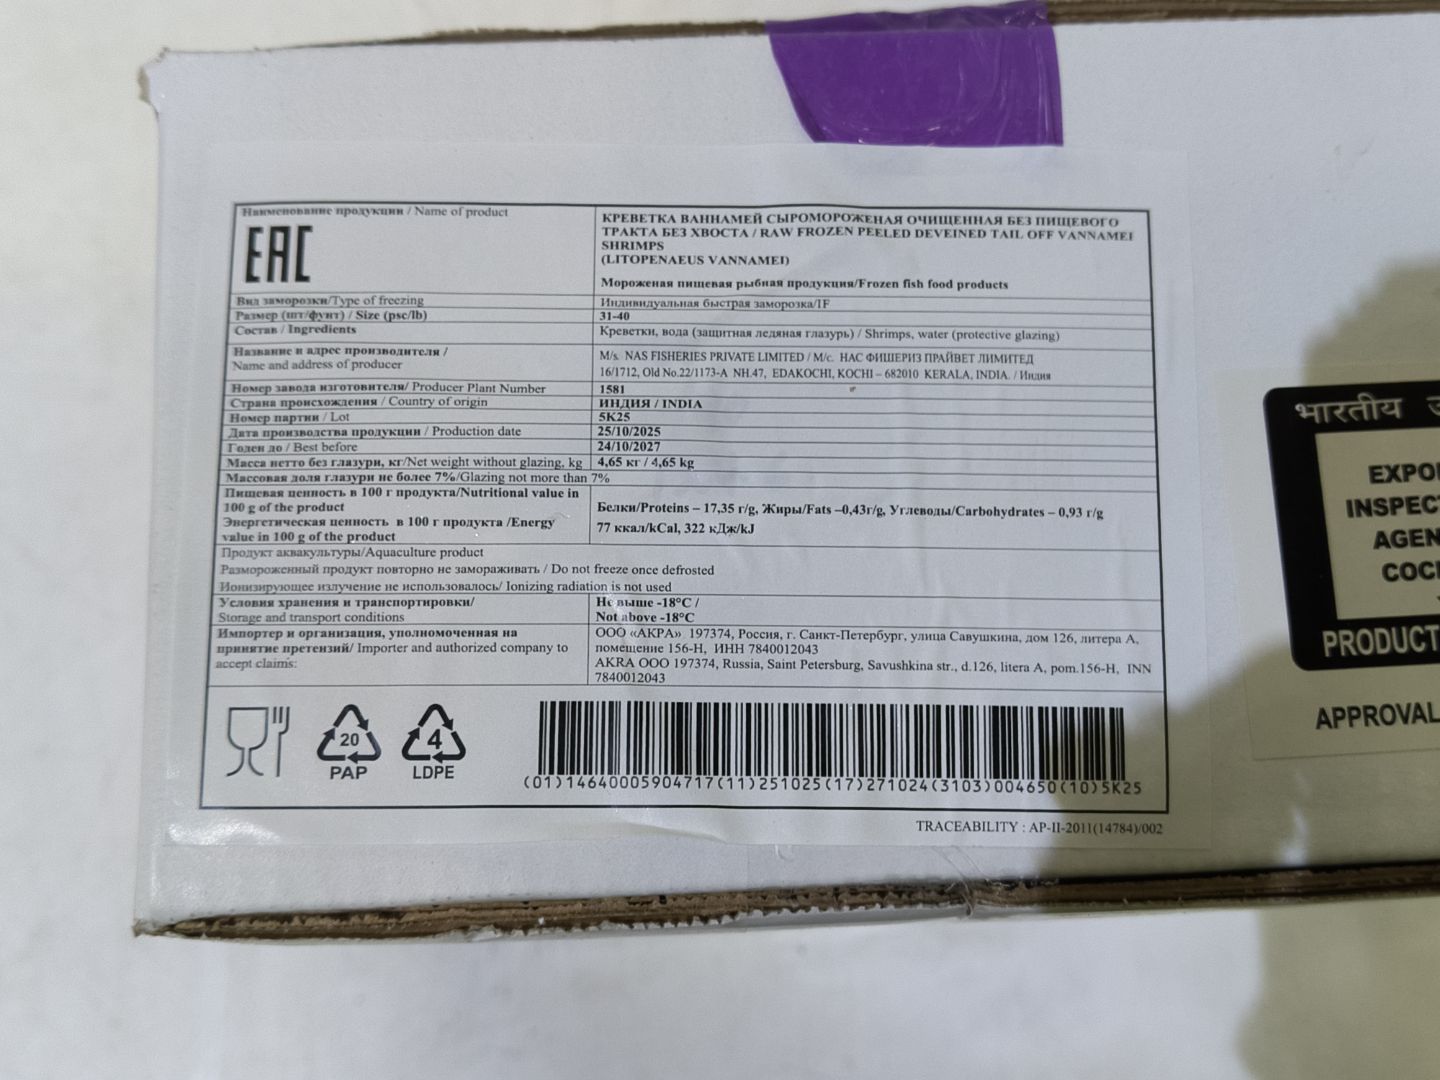 Наименование продукции / Name of product
EAC
КРЕВЕТКА ВАННАМЕЙ СЫРОМОРОЖЕНАЯ ОЧИЩЕННАЯ БЕЗ ПИЩЕВОГО
ТРАКТА БЕЗ ХВОСТА / RAW FROZEN PEELED DEVEINED TAIL OFF VANNAMEI
SHRIMPS
(LITOPENAEUS VANNAMEI)
Мороженая пищевая рыбная продукция/Frozen fish food products
Вид заморозки/Type of freezing
Индивидуальная быстрая заморозка/IF
Размер (шт/фунт) / Size (psc/lb)
31-40
Состав / Ingredients
Креветки, вода (защитная ледяная глазурь) / Shrimps, water (protective glazing)
Название и адрес производителя /
Name and address of producer
M/s. NAS FISHERIES PRIVATE LIMITED / М/с. НАС ФИШЕРИЗ ПРАЙВЕТ ЛИМИТЕД
16/1712, Old No.22/1173-A NH.47, EDAKOCHI, KOCHI – 682010 KERALA, INDIA. / Индия
Номер завода изготовителя/ Producer Plant Number
1581
Страна происхождения / Country of origin
ИНДИЯ / INDIA
Номер партии / Lot
5K25
Дата производства продукции / Production date
25/10/2025
Годен до / Best before
24/10/2027
Масса нетто без глазури, кг/Net weight without glazing, kg
4,65 кг / 4,65 kg
Массовая доля глазури не более 7%/Glazing not more than 7%
Пищевая ценность в 100 г продукта/Nutritional value in
100 g of the product
Энергетическая ценность в 100 г продукта /Energy
value in 100 g of the product
Белки/Proteins – 17,35 г/g, Жиры/Fats –0,43г/g, Углеводы/Carbohydrates – 0,93 г/g
77 ккал/kCal, 322 кДж/kJ
Продукт аквакультуры/Aquaculture product
Размороженный продукт повторно не замораживать / Do not freeze once defrosted
Ионизирующее излучение не использовалось/ Ionizing radiation is not used
Условия хранения и транспортировки/
Storage and transport conditions
Не выше -18°C /
Not above -18°C
Импортер и организация, уполномоченная на
принятие претензий/ Importer and authorized company to
accept claims:
ООО «АКРА» 197374, Россия, г. Санкт-Петербург, улица Савушкина, дом 126, литера А,
помещение 156-Н, ИНН 7840012043
AKRA OOO 197374, Russia, Saint Petersburg, Savushkina str., d.126, litera A, pom.156-H, INN
7840012043
20
PAP
4
LDPE
(01)14640005904717(11)251025(17)271024(3103)004650(10)5K25
TRACEABILITY : AP-II-2011(14784)/002
भारतीय
EXPO
INSPECT
AGEN
COC
PRODUCT
APPROVAL